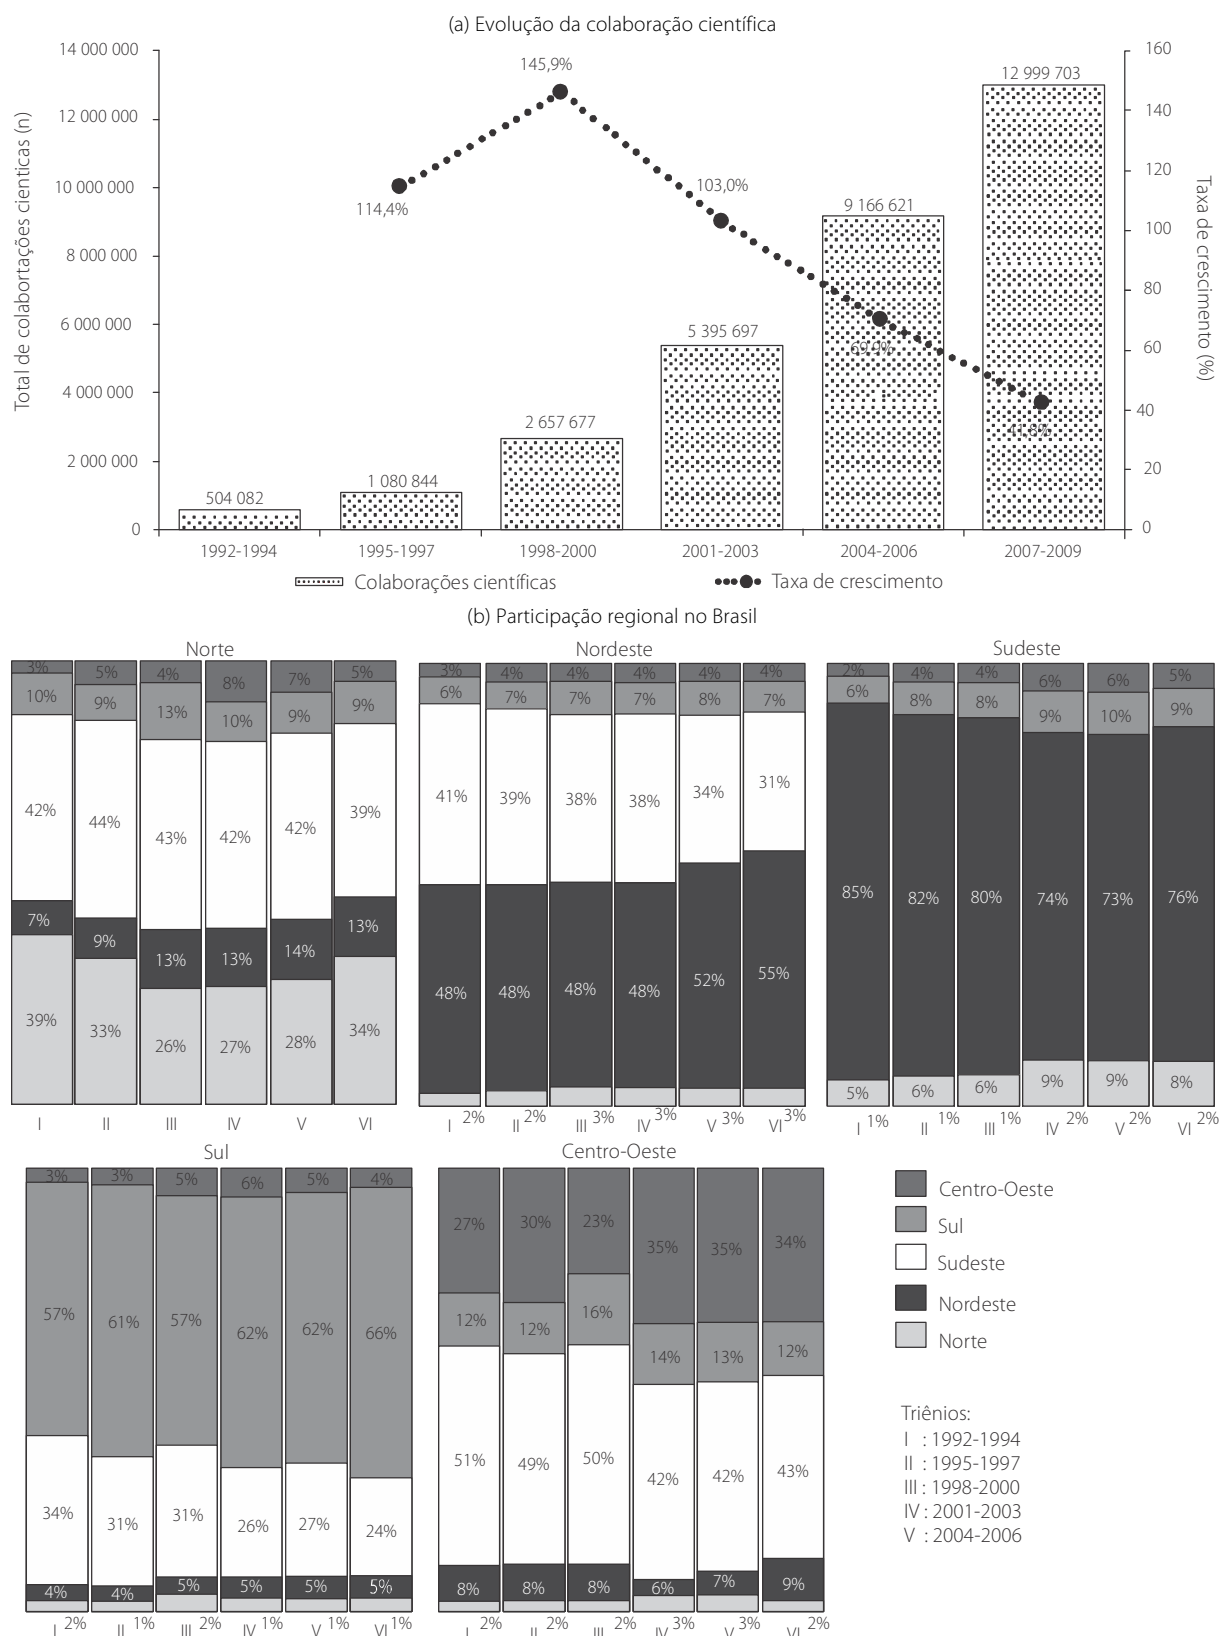 (a) Evolução da colaboração científica
Total de colabortações cienticas (n)
Taxa de crescimento (%)
14 000 000
12 000 000
10 000 000
8 000 000
6 000 000
4 000 000
2 000 000
0
160
140
120
100
80
60
40
20
0
504 082
1 080 844
2 657 677
5 395 697
9 166 621
12 999 703
114,4%
145,9%
103,0%
69,9%
41,8%
1992-1994 1995-1997 1998-2000 2001-2003 2004-2006 2007-2009
Colaborações científicas Taxa de crescimento
(b) Participação regional no Brasil
Norte
3% 5% 4% 8% 7% 5%
10% 9% 13% 10% 9% 9%
42% 44% 43% 42% 42% 39%
7% 9% 13% 13% 14% 13%
39% 33% 26% 27% 28% 34%
I II III IV V VI
Nordeste
3% 4% 4% 4% 4% 4%
6% 7% 7% 7% 8% 7%
41% 39% 38% 38% 34% 31%
48% 48% 48% 48% 52% 55%
I 2% II 2% III 3% IV 3% V 3% VI 3%
Sudeste
2% 4% 4% 6% 6% 5%
6% 8% 8% 9% 10% 9%
85% 82% 80% 74% 73% 76%
5% 6% 6% 9% 9% 8%
I 1% II 1% III 1% IV 2% V 2% VI 2%
Sul
3% 3% 5% 6% 5% 4%
57% 61% 57% 62% 62% 66%
34% 31% 31% 26% 27% 24%
4% 4% 5% 5% 5% 5%
I 2% II 1% III 2% IV 1% V 1% VI 1%
Centro-Oeste
27% 30% 23% 35% 35% 34%
12% 12% 16% 14% 13% 12%
51% 49% 50% 42% 42% 43%
8% 8% 8% 6% 7% 9%
I 2% II 2% III 2% IV 3% V 3% VI 2%
Centro-Oeste
Sul
Sudeste
Nordeste
Norte
Triênios:
I : 1992-1994
II : 1995-1997
III : 1998-2000
IV : 2001-2003
V : 2004-2006